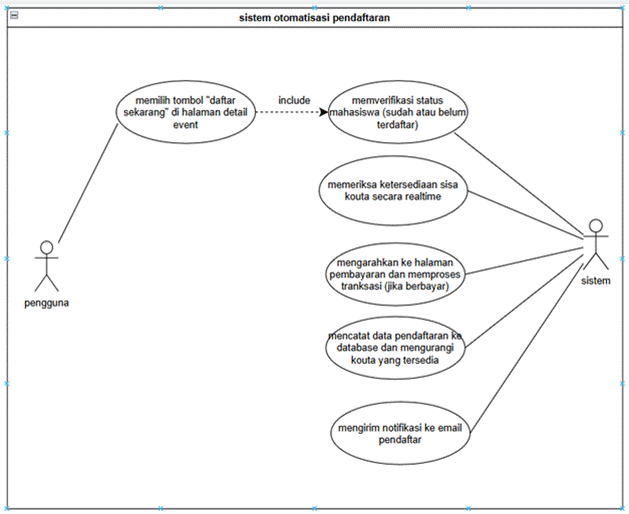 sistem otomatisasi pendaftaran
memilih tombol "daftar
sekarang" di halaman detail
event
include
memverifikasi status
mahasiswa (sudah atau belum
terdaftar)
memeriksa ketersediaan sisa
kouta secara realtime
mengarahkan ke halaman
pembayaran dan memproses
tranksasi (jika berbayar)
mencatat data pendaftaran ke
database dan mengurangi
kouta yang tersedia
mengirim notifikasi ke email
pendaftar
pengguna
sistem